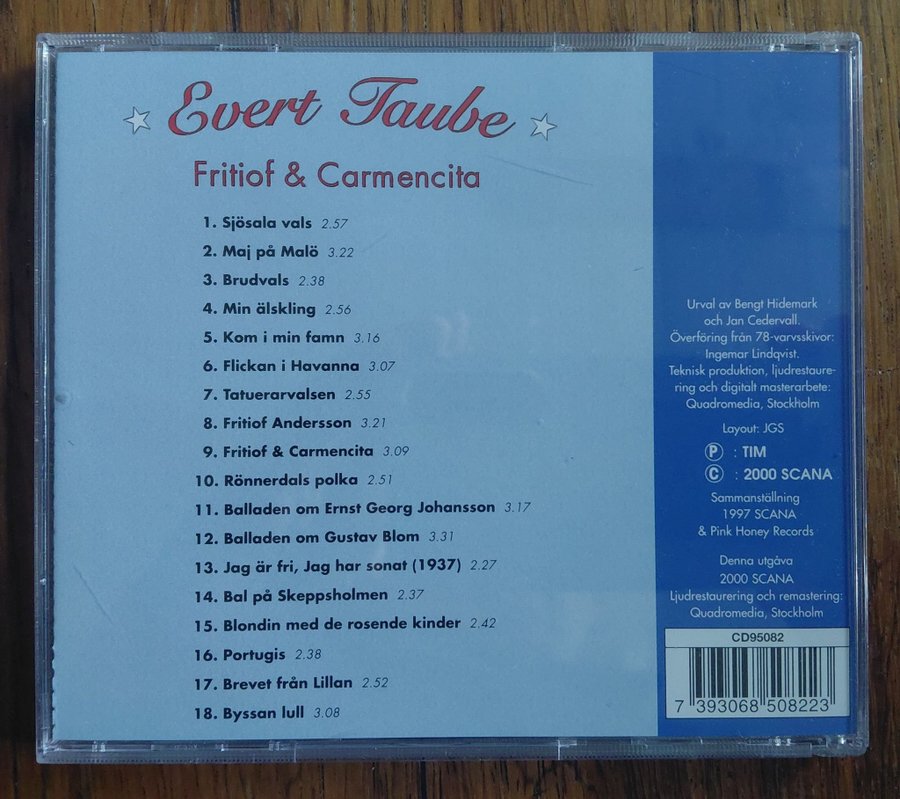 Evert Taube
Fritiof & Carmencita
1. Sjösala vals 2.57
2. Maj på Malö 3.22
3. Brudvals 2.38
4. Min älskling 2.56
5. Kom i min famn 3.16
6. Flickan i Havanna 3.07
7. Tatuerarvalsen 2.55
8. Fritiof Andersson 3.21
9. Fritiof & Carmencita 3.09
10. Rönnerdals polka 2.51
11. Balladen om Ernst Georg Johansson 3.17
12. Balladen om Gustav Blom 3.31
13. Jag är fri, Jag har sonat (1937) 2.27
14. Bal på Skeppsholmen 2.37
15. Blondin med de rosende kinder 2.42
16. Portugis 2.38
17. Brevet från Lillan 2.52
18. Byssan lull 3.08
Urval av Bengt Hidemark
och Jan Cedervall.
Överföring från 78-varvsskivor:
Ingemar Lindqvist.
Teknisk produktion, ljudrestaure-
ring och digitalt masterarbete:
Quadromedia, Stockholm
Layout: JGS
Ⓟ : TIM
© : 2000 SCANA
Sammanställning
1997 SCANA
& Pink Honey Records
Denna utgåva
2000 SCANA
Ljudrestaurering och remastering:
Quadromedia, Stockholm
CD95082
7 393068 508223